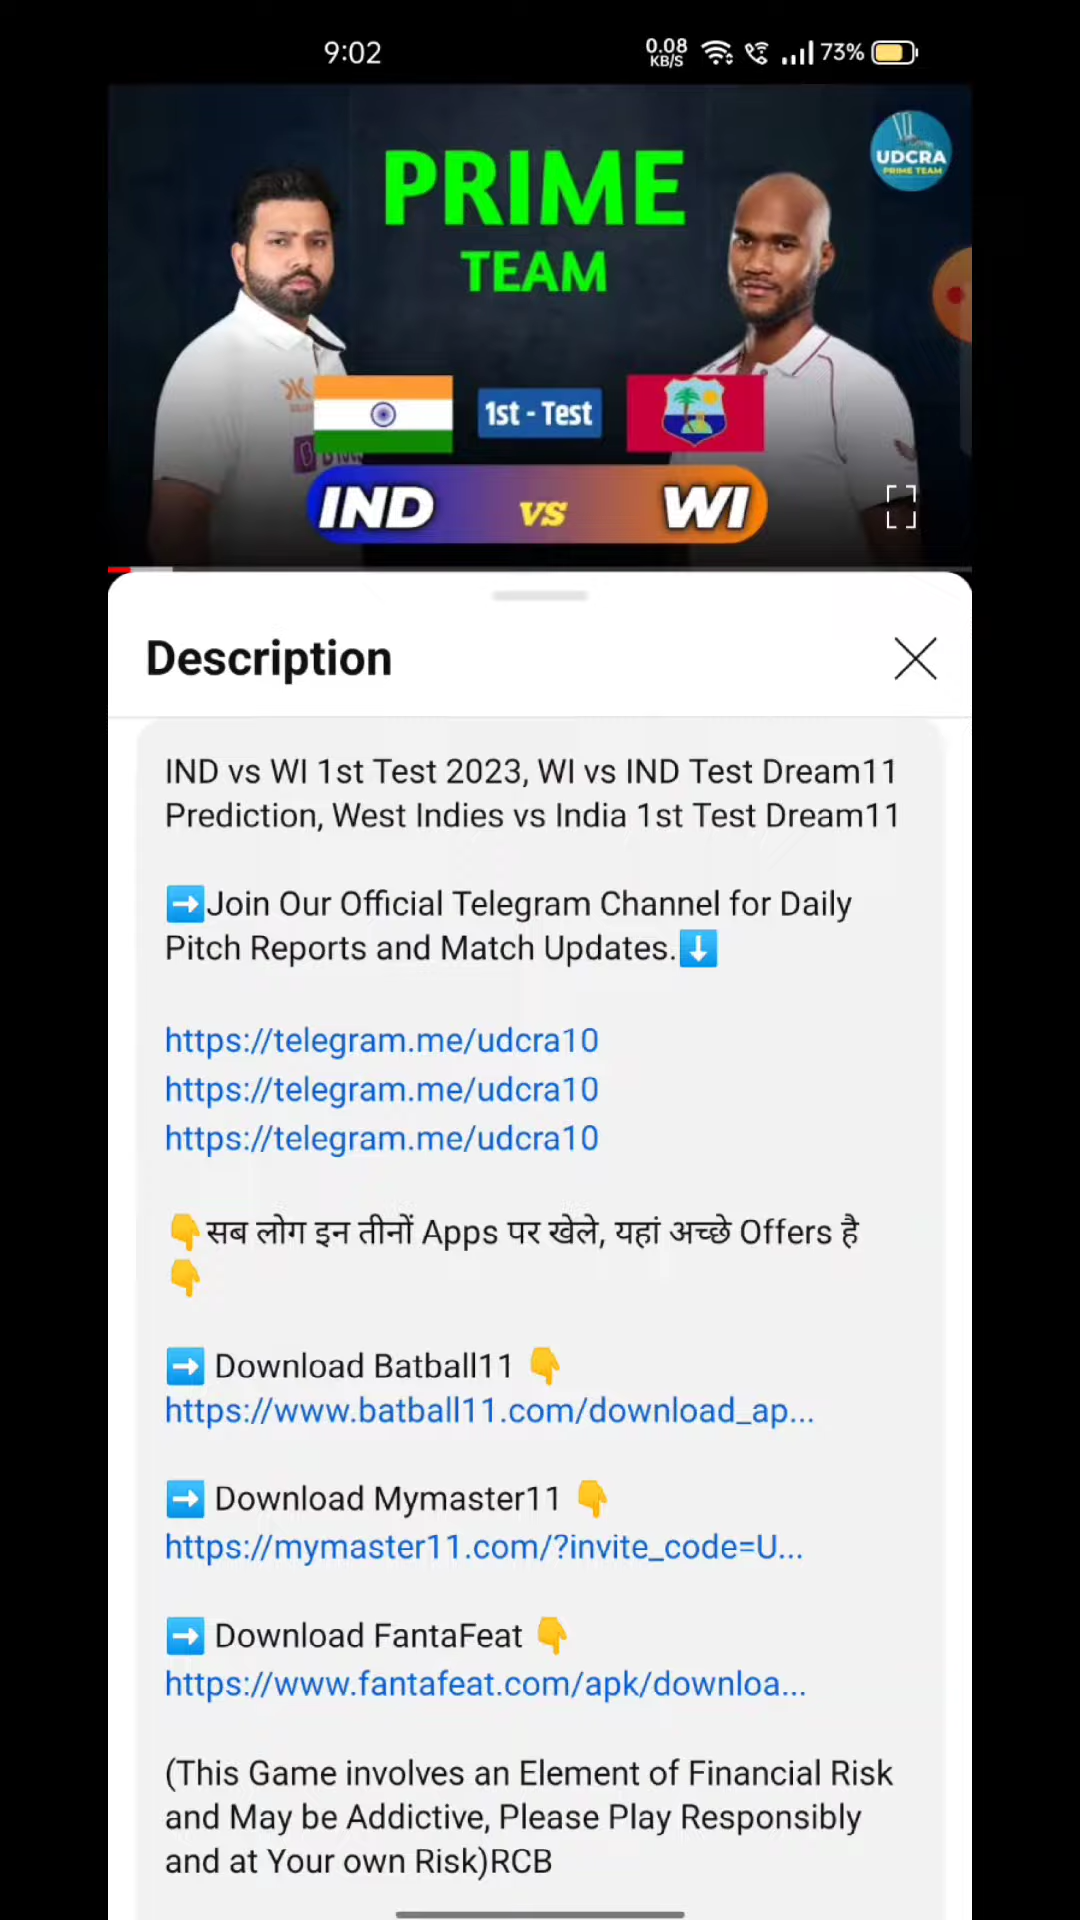 9:02
0.08
KB/S
73%
UDCRA
PRIME TEAM
PRIME
TEAM
1st - Test
IND vs WI
Description
IND vs WI 1st Test 2023, WI vs IND Test Dream11
Prediction, West Indies vs India 1st Test Dream11
➡️Join Our Official Telegram Channel for Daily
Pitch Reports and Match Updates.⬇️
https://telegram.me/udcra10
https://telegram.me/udcra10
https://telegram.me/udcra10
👇सब लोग इन तीनों Apps पर खेले, यहां अच्छे Offers है
👇
➡️ Download Batball11 👇
https://www.batball11.com/download_ap...
➡️ Download Mymaster11 👇
https://mymaster11.com/?invite_code=U...
➡️ Download FantaFeat 👇
https://www.fantafeat.com/apk/downloa...
(This Game involves an Element of Financial Risk
and May be Addictive, Please Play Responsibly
and at Your own Risk)RCB